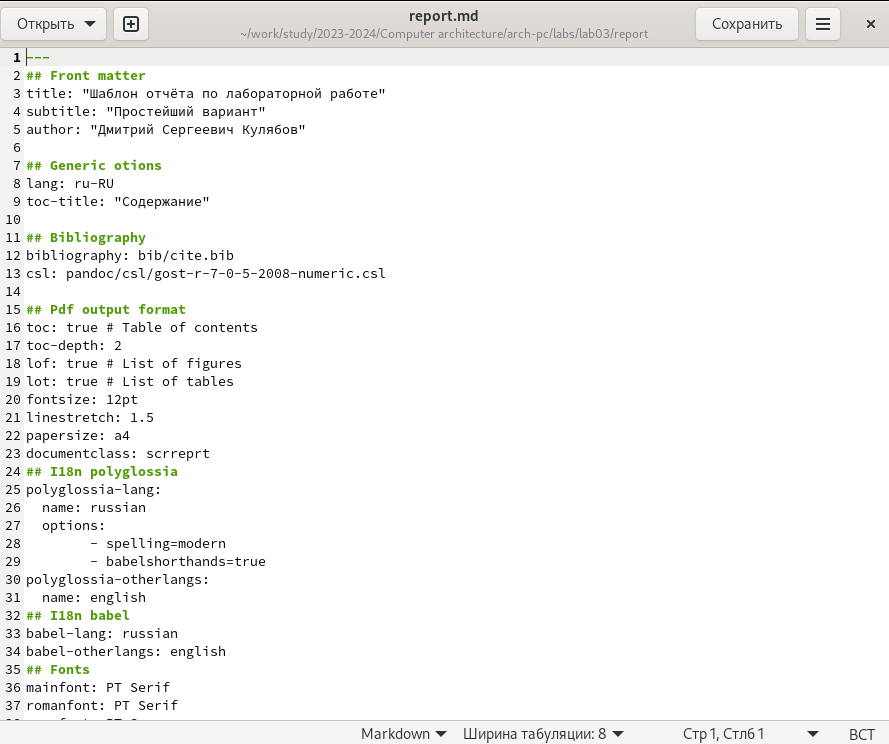 Открыть
report.md
~/work/study/2023-2024/Computer architecture/arch-pc/labs/lab03/report
Сохранить
1 ---
2 ## Front matter
3 title: "Шаблон отчёта по лабораторной работе"
4 subtitle: "Простейший вариант"
5 author: "Дмитрий Сергеевич Кулябов"
6
7 ## Generic otions
8 lang: ru-RU
9 toc-title: "Содержание"
10
11 ## Bibliography
12 bibliography: bib/cite.bib
13 csl: pandoc/csl/gost-r-7-0-5-2008-numeric.csl
14
15 ## Pdf output format
16 toc: true # Table of contents
17 toc-depth: 2
18 lof: true # List of figures
19 lot: true # List of tables
20 fontsize: 12pt
21 linestretch: 1.5
22 papersize: a4
23 documentclass: scrreprt
24 ## I18n polyglossia
25 polyglossia-lang:
26   name: russian
27   options:
28         - spelling=modern
29         - babelshorthands=true
30 polyglossia-otherlangs:
31   name: english
32 ## I18n babel
33 babel-lang: russian
34 babel-otherlangs: english
35 ## Fonts
36 mainfont: PT Serif
37 romanfont: PT Serif
Markdown Ширина табуляции: 8 Стр 1, Стлб 1 ВСТ